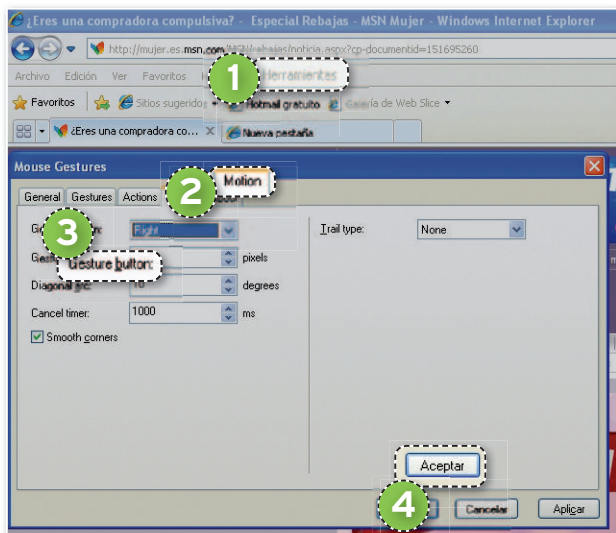 ¿Eres una compradora compulsiva? - Especial Rebajas - MSN Mujer - Windows Internet Explorer
http://mujer.es.msn.com/MSN/rebajas/noticia.aspx?cp-documentid=151695260
Archivo Edición Ver Favoritos 1 Herramientas
Favoritos Sitios sugeridos Hotmail gratuito Galería de Web Slice
¿Eres una compradora co... X Nueva pestaña
Mouse Gestures
General Gestures Actions 2 Motion
3 Right Trail type: None
Gesture button: pixels
Diagonal 10 degrees
Cancel timer: 1000 ms
Smooth corners
Aceptar
4 Cancelar Aplicar